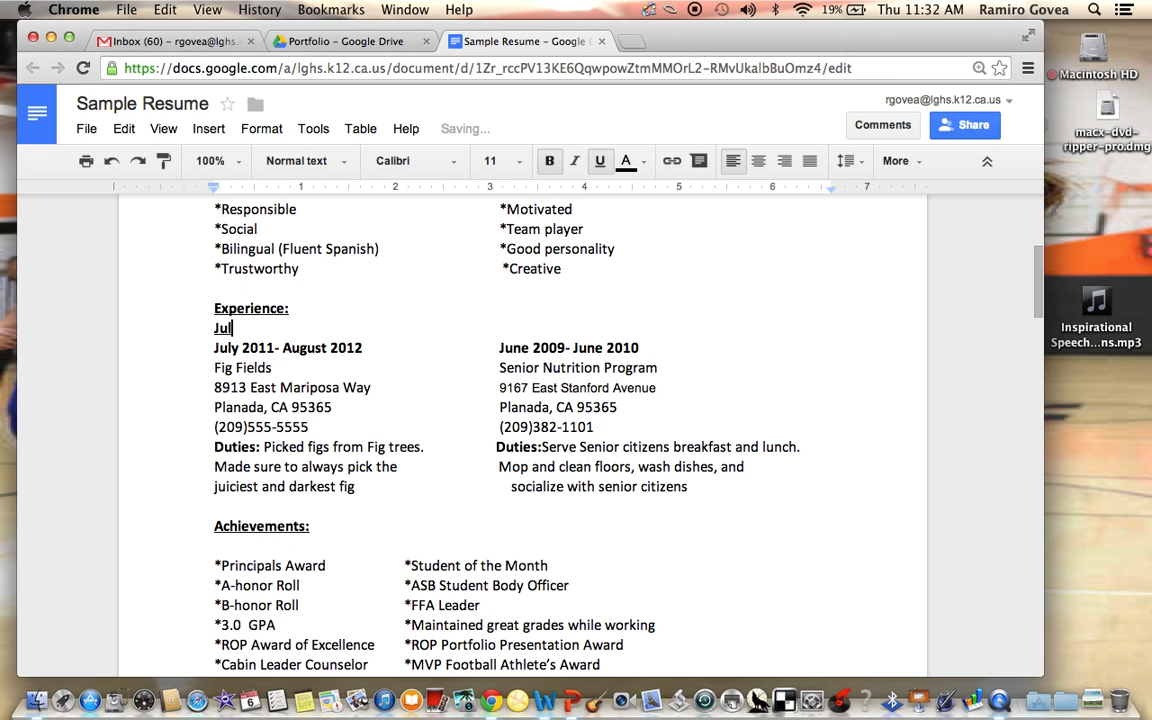 Chrome File Edit View History Bookmarks Window Help 19% Thu 11:32 AM Ramiro Govea
Inbox (60) – rgovea@lghs. Portfolio – Google Drive Sample Resume – Google
https://docs.google.com/a/lghs.k12.ca.us/document/d/1Zr_rccPV13KE6QqwpowZtmMMOrL2-RMvUkalbBuOmz4/edit
Sample Resume
rgovea@lghs.k12.ca.us
File Edit View Insert Format Tools Table Help Saving...
Comments Share
100% Normal text Calibri 11 B I U A More
1 2 3 4 5 6 7
*Responsible *Motivated
*Social *Team player
*Bilingual (Fluent Spanish) *Good personality
*Trustworthy *Creative
Experience:
Jul
July 2011- August 2012 June 2009- June 2010
Fig Fields Senior Nutrition Program
8913 East Mariposa Way 9167 East Stanford Avenue
Planada, CA 95365 Planada, CA 95365
(209)555-5555 (209)382-1101
Duties: Picked figs from Fig trees. Duties:Serve Senior citizens breakfast and lunch.
Made sure to always pick the Mop and clean floors, wash dishes, and
juiciest and darkest fig socialize with senior citizens
Achievements:
*Principals Award *Student of the Month
*A-honor Roll *ASB Student Body Officer
*B-honor Roll *FFA Leader
*3.0 GPA *Maintained great grades while working
*ROP Award of Excellence *ROP Portfolio Presentation Award
*Cabin Leader Counselor *MVP Football Athlete's Award
Macintosh HD
macx-dvd-
ripper-pro.dmg
Inspirational
Speech...ns.mp3